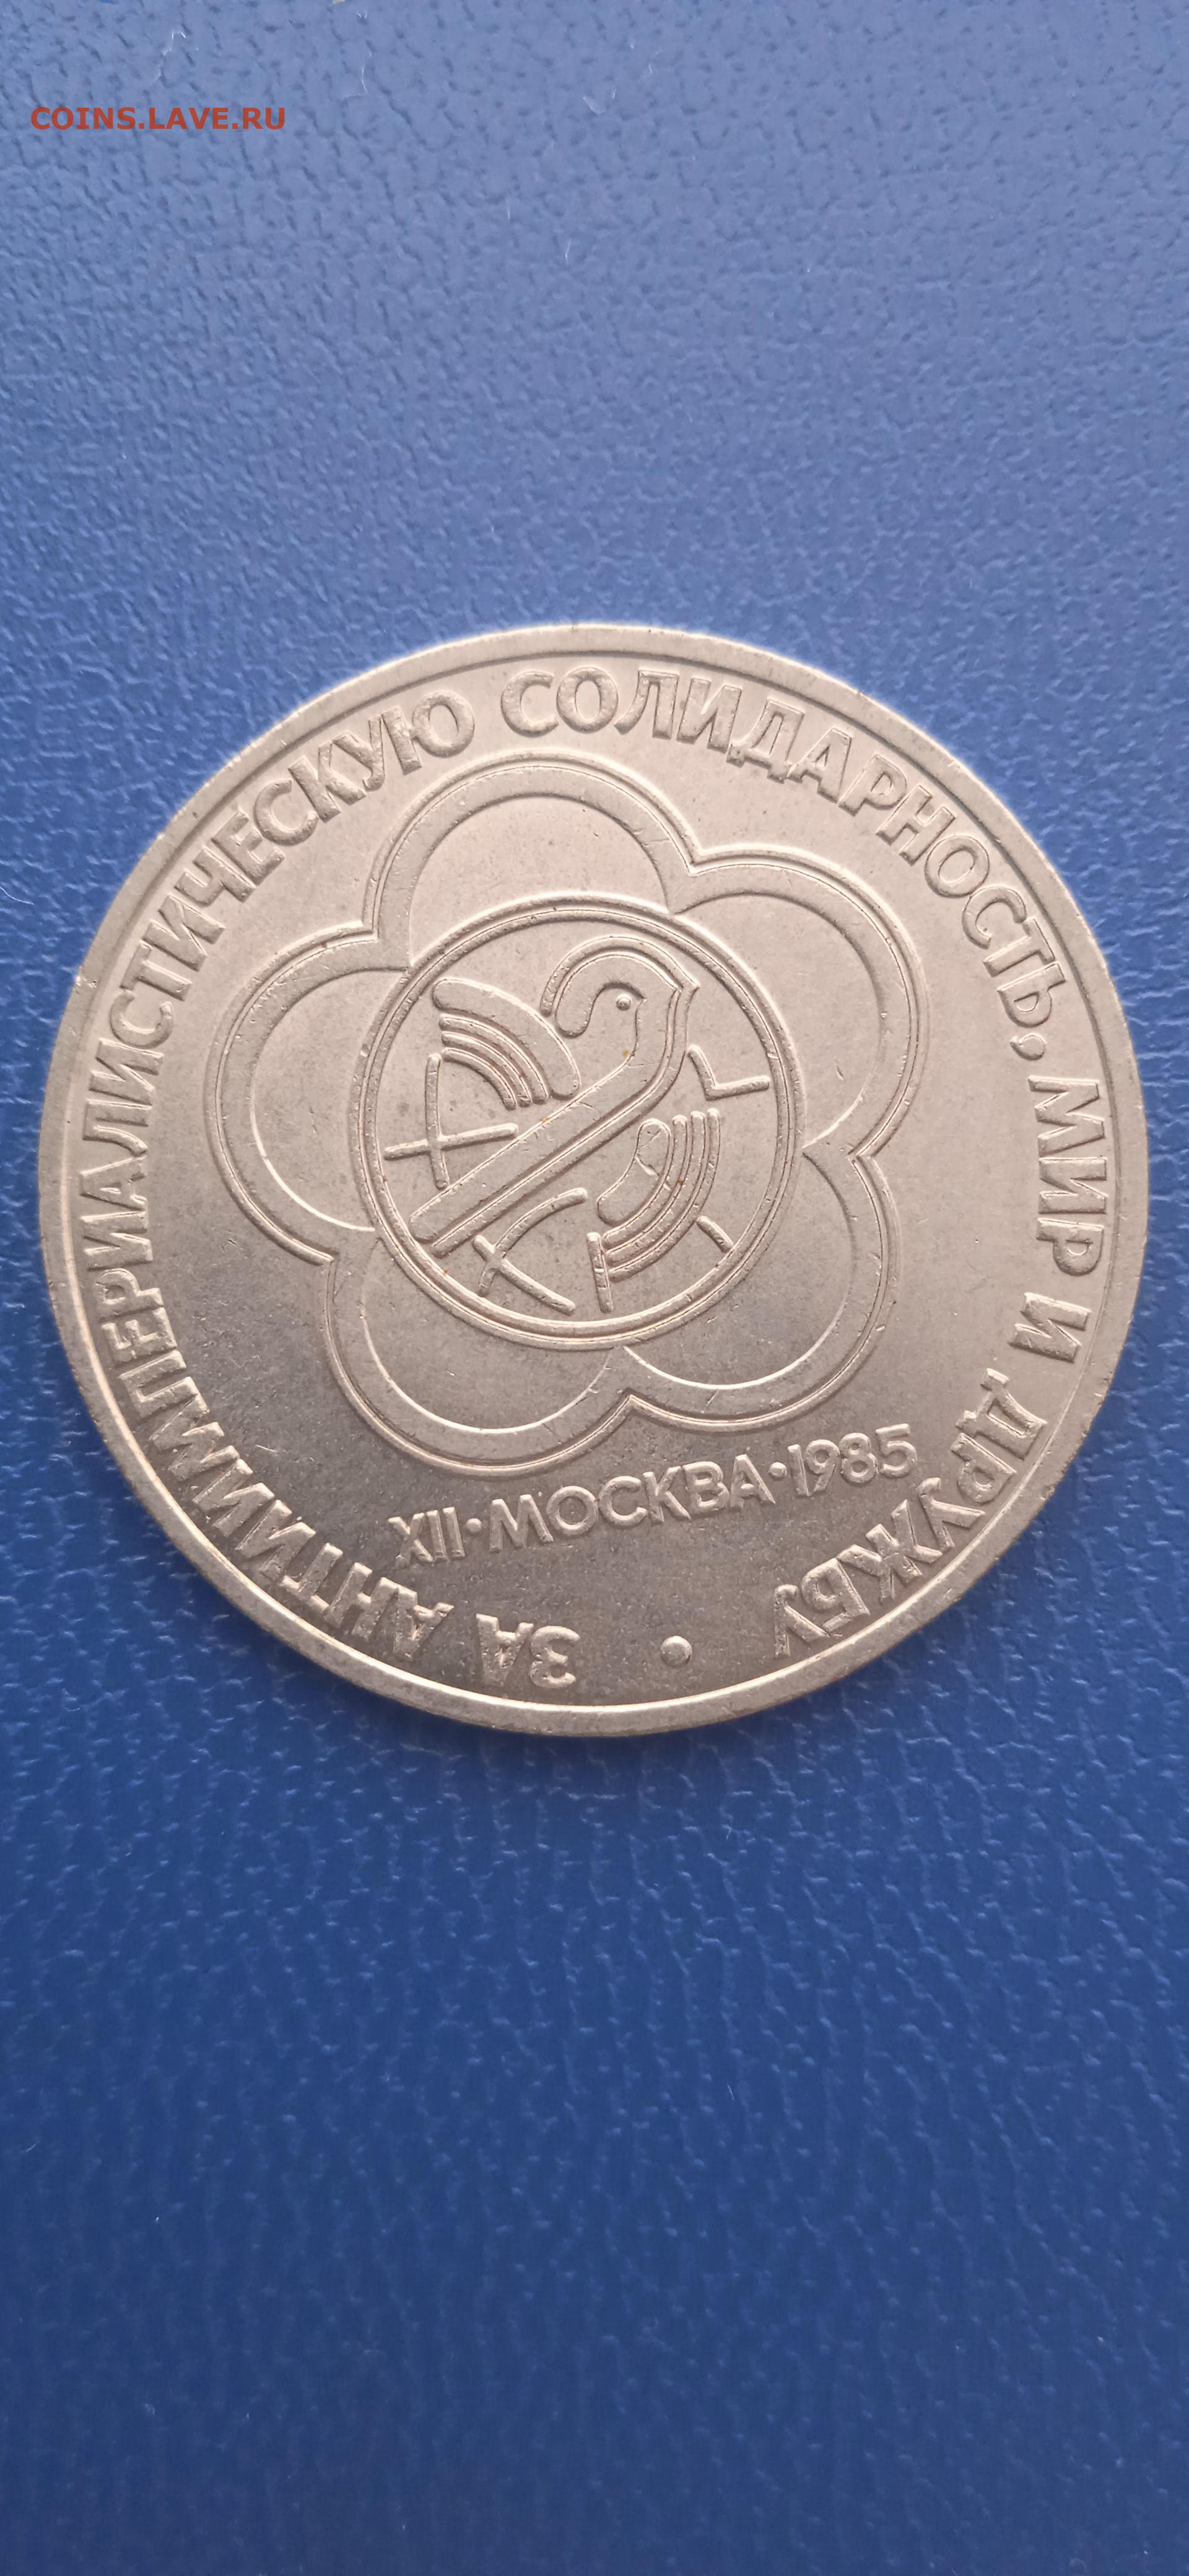 COINS.LAVE.RU
ЗА АНТИИМПЕРИАЛИСТИЧЕСКУЮ СОЛИДАРНОСТЬ, МИР И ДРУЖБУ •
XII•МОСКВА•1985